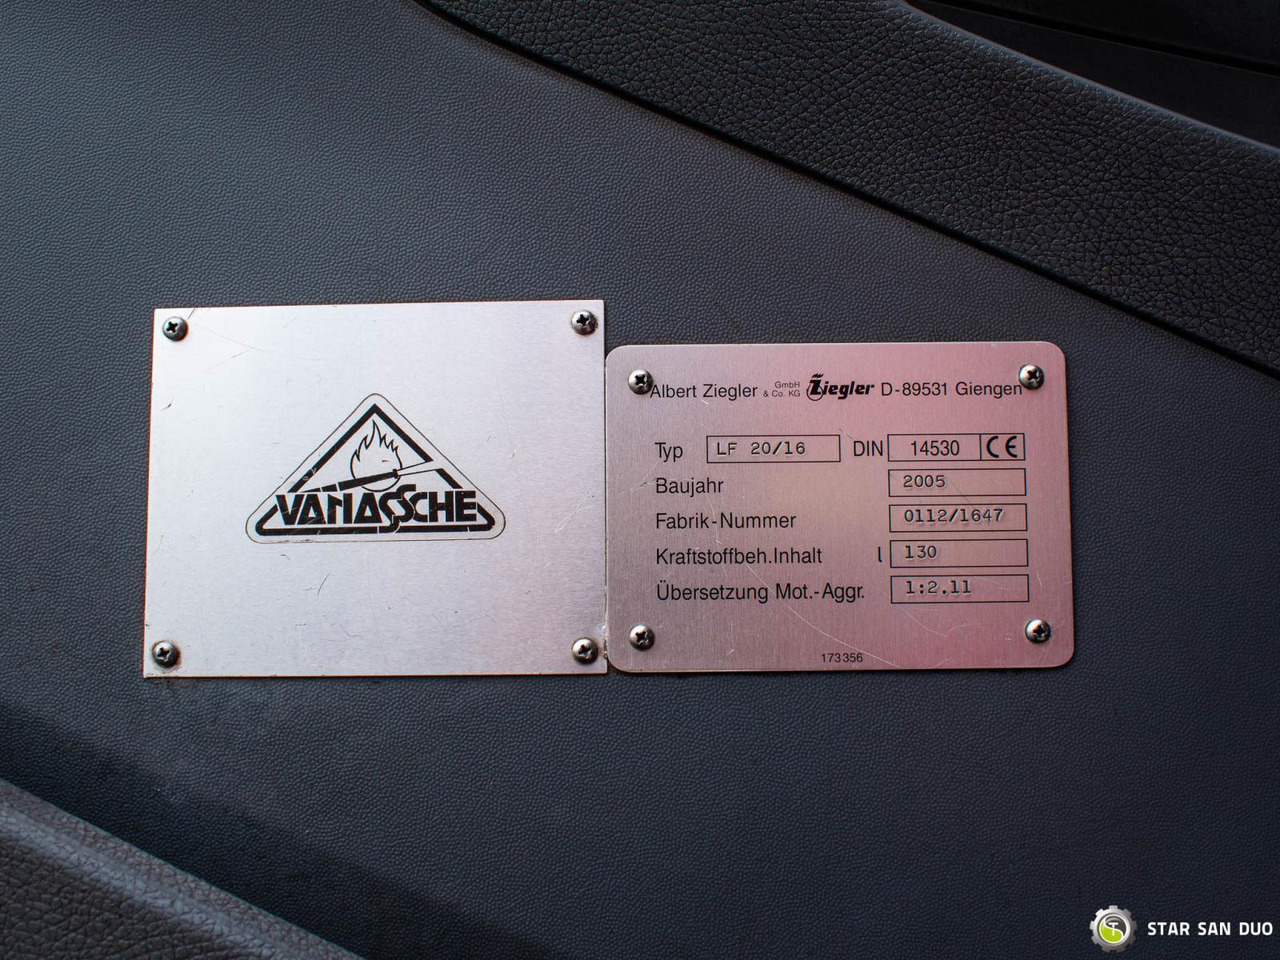 VANASSCHE
Albert Ziegler GmbH & Co. KG Ziegler D-89531 Giengen
Typ LF 20/16 DIN 14530 CE
Baujahr 2005
Fabrik-Nummer 0112/1647
Kraftstoffbeh.Inhalt l 130
Übersetzung Mot.-Aggr. 1:2.11
173356
STAR SAN DUO